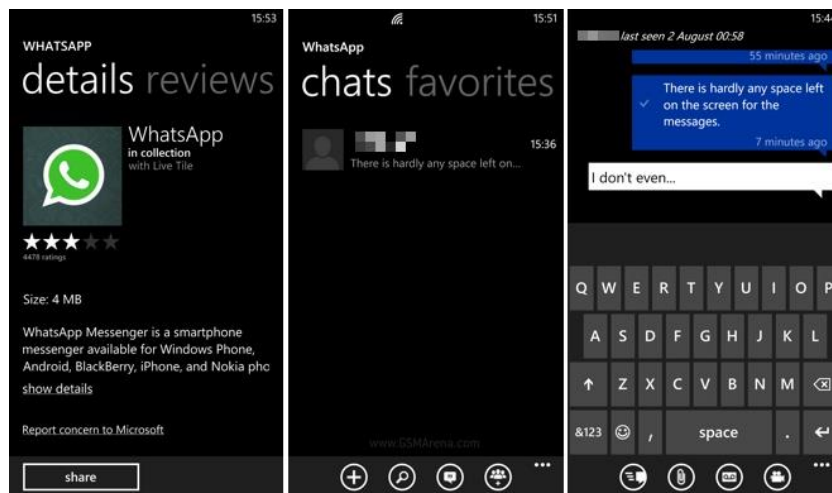 15:53
WHATSAPP
details reviews
WhatsApp
in collection
with Live Tile
4478 ratings
Size: 4 MB
WhatsApp Messenger is a smartphone
messenger available for Windows Phone,
Android, BlackBerry, iPhone, and Nokia pho
show details
Report concern to Microsoft
share
15:51
WhatsApp
chats favorites
15:36
There is hardly any space left on...
www.GSMArena.com
15:44
last seen 2 August 00:58
55 minutes ago
There is hardly any space left
on the screen for the
messages.
7 minutes ago
I don't even...
Q W E R T Y U I O P
A S D F G H J K L
Z X C V B N M
&123 , space .